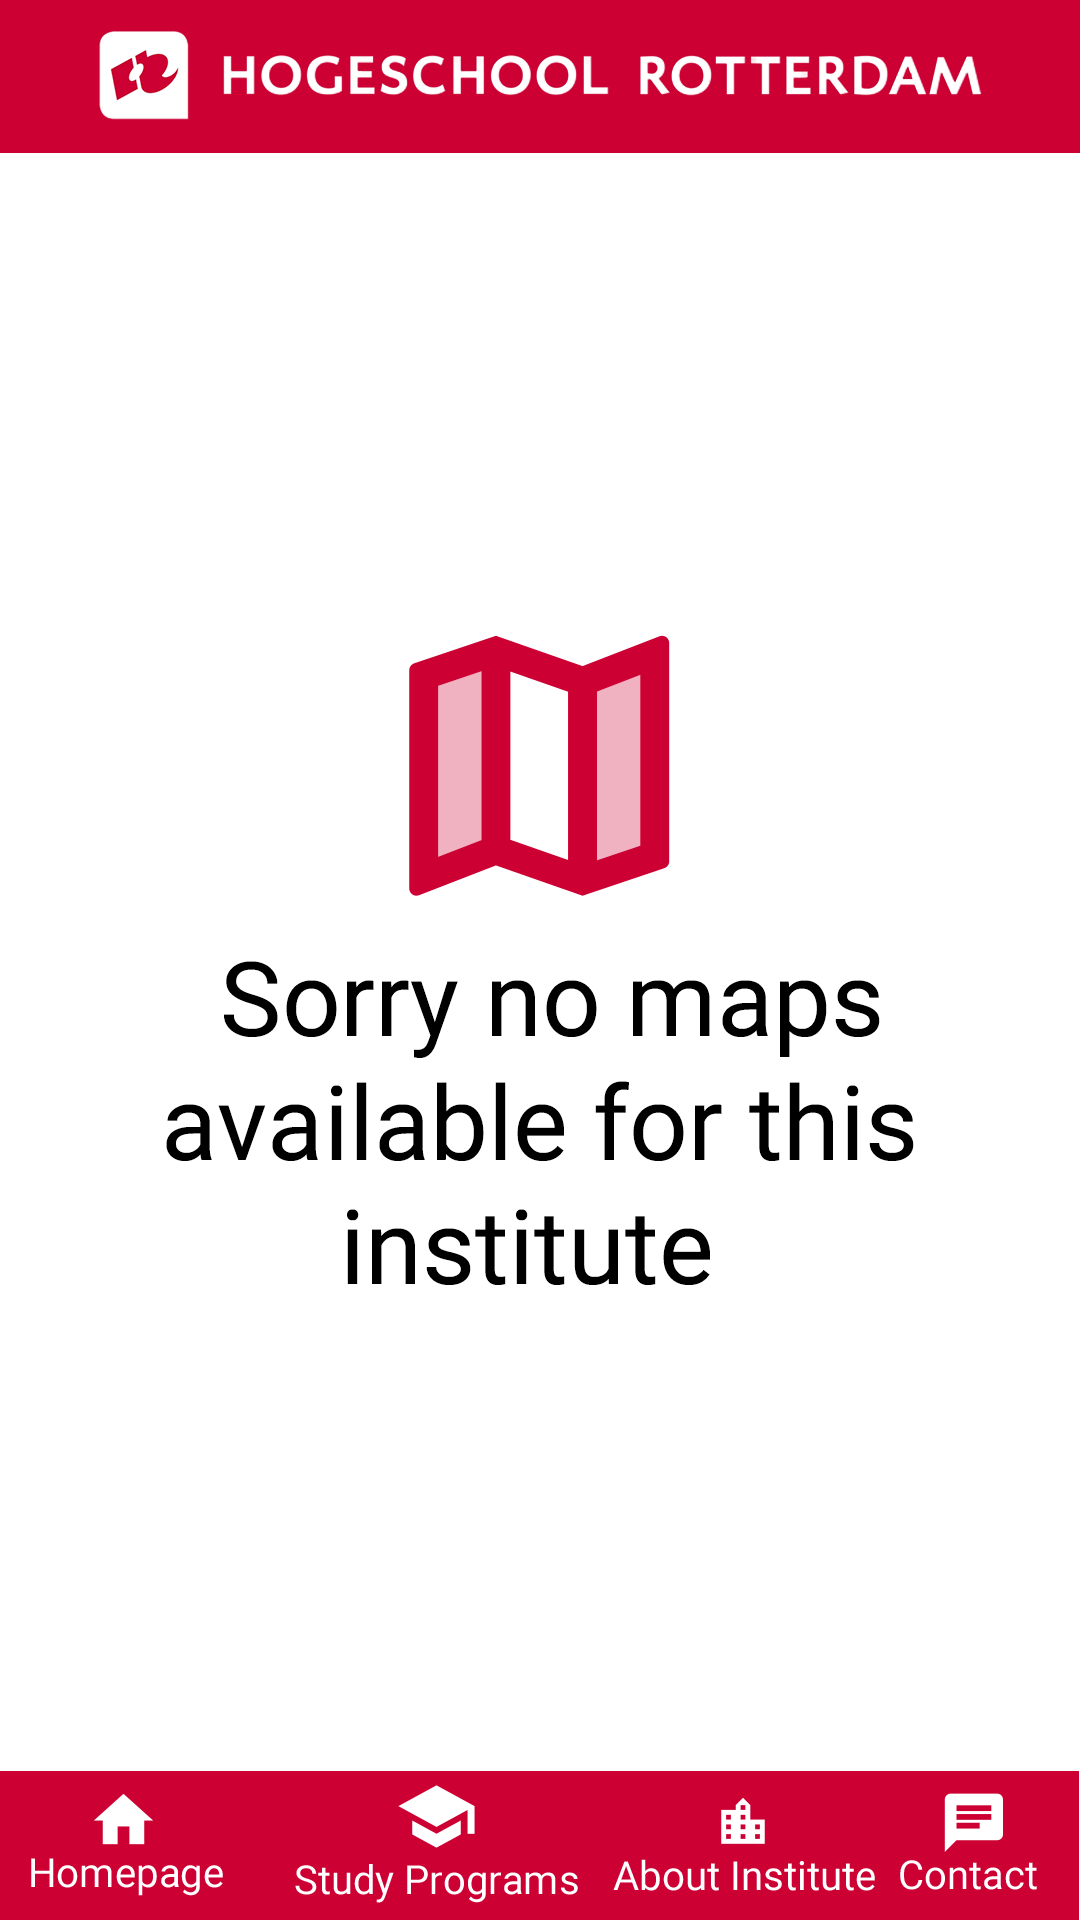 HOGESCHOOL ROTTERDAM
Sorry no maps
available for this
institute
Homepage
Study Programs
About Institute
Contact